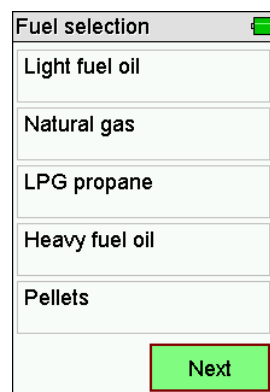 Fuel selection
Light fuel oil
Natural gas
LPG propane
Heavy fuel oil
Pellets
Next